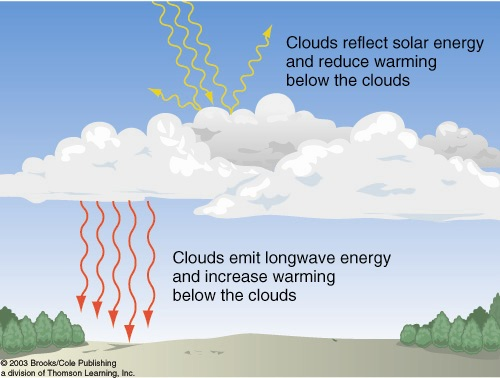 Clouds reflect solar energy
and reduce warming
below the clouds
Clouds emit longwave energy
and increase warming
below the clouds
© 2003 Brooks/Cole Publishing
a division of Thomson Learning, Inc.